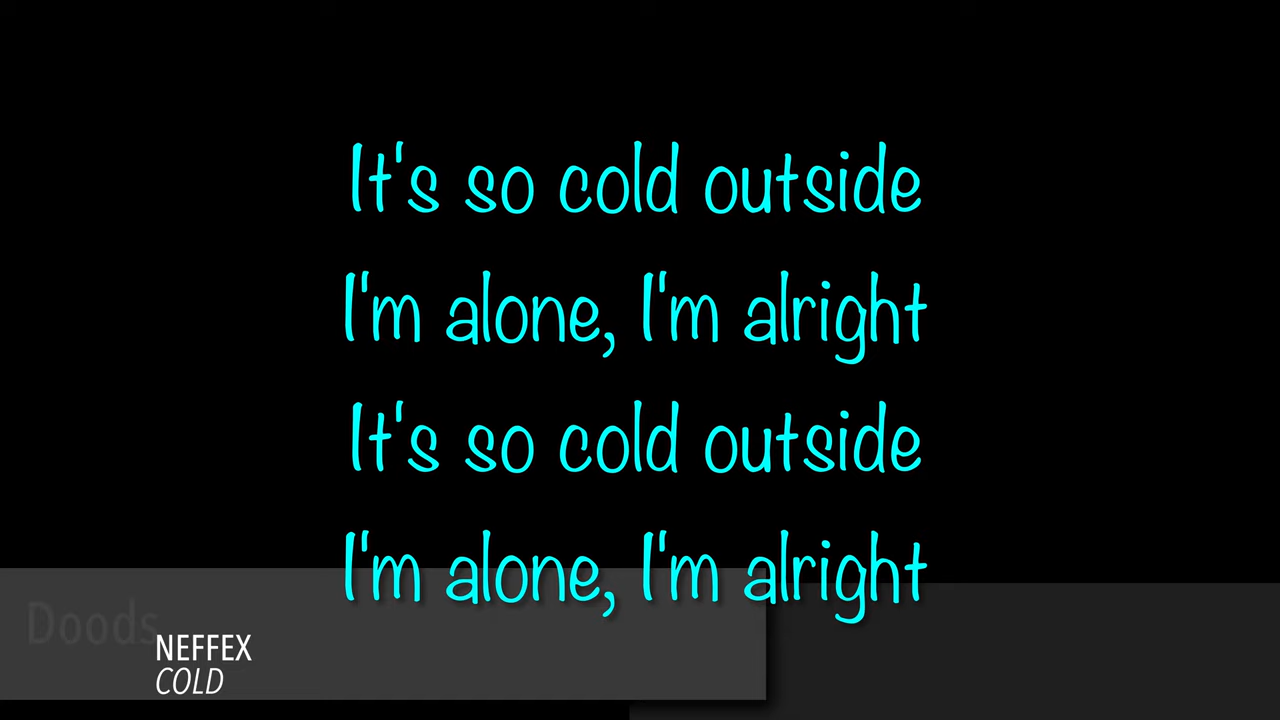 It's so cold outside
I'm alone, I'm alright
It's so cold outside
I'm alone, I'm alright
Doods
NEFFEX
COLD